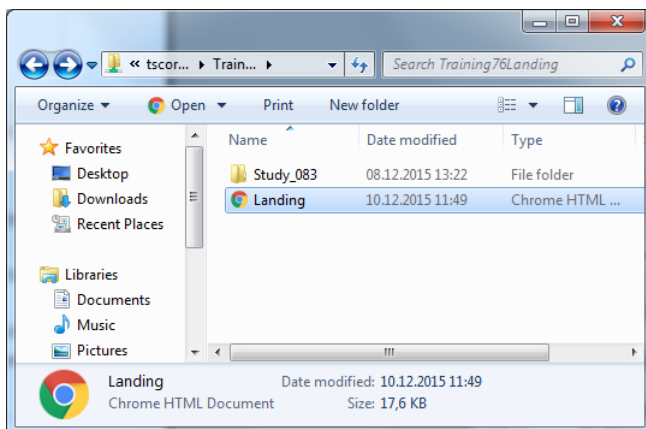 « tscor... Train... Search Training76Landing
Organize Open Print New folder
Name Date modified Type
Favorites
Desktop
Downloads
Recent Places
Libraries
Documents
Music
Pictures
Study_083 08.12.2015 13:22 File folder
Landing 10.12.2015 11:49 Chrome HTML ...
Landing Date modified: 10.12.2015 11:49
Chrome HTML Document Size: 17,6 KB